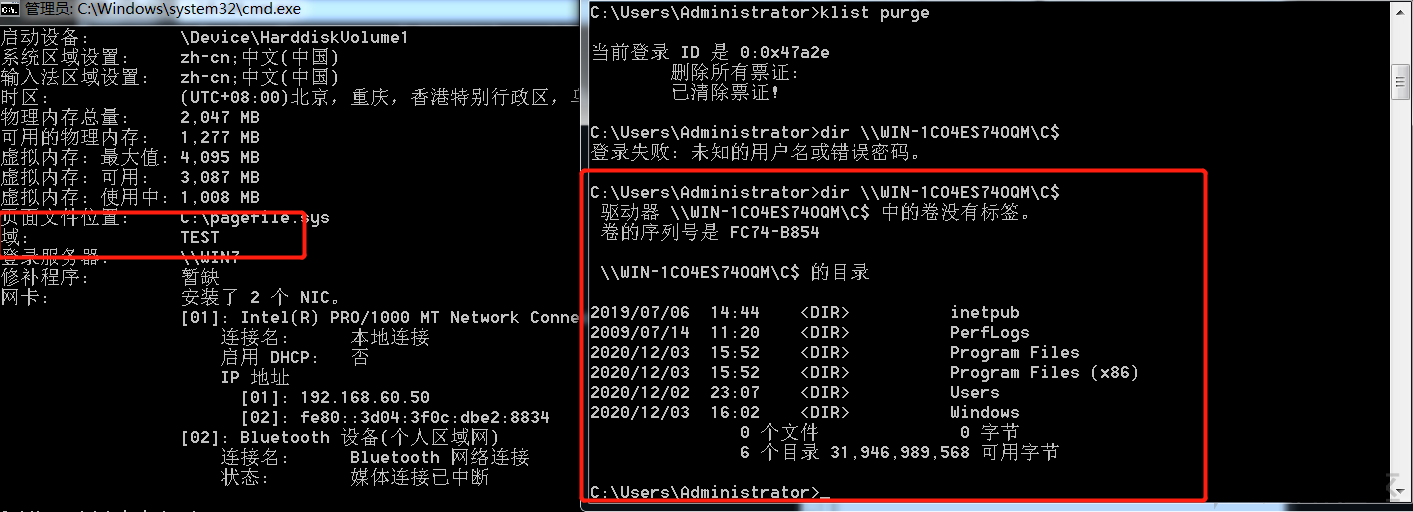 管理员: C:\Windows\system32\cmd.exe
启动设备: \Device\HarddiskVolume1
系统区域设置: zh-cn;中文(中国)
输入法区域设置: zh-cn;中文(中国)
时区: (UTC+08:00)北京，重庆，香港特别行政区，
物理内存总量: 2,047 MB
可用的物理内存: 1,277 MB
虚拟内存: 最大值: 4,095 MB
虚拟内存: 可用: 3,087 MB
虚拟内存: 使用中: 1,008 MB
页面文件位置: C:\pagefile.sys
域: TEST
登录服务器: \\WIN7
修补程序: 暂缺
网卡: 安装了 2 个 NIC。
[01]: Intel(R) PRO/1000 MT Network Conne
连接名: 本地连接
启用 DHCP: 否
IP 地址
[01]: 192.168.60.50
[02]: fe80::3d04:3f0c:dbe2:8834
[02]: Bluetooth 设备(个人区域网)
连接名: Bluetooth 网络连接
状态: 媒体连接已中断
C:\Users\Administrator>klist purge
当前登录 ID 是 0:0x47a2e
删除所有票证:
已清除票证!
C:\Users\Administrator>dir \\WIN-1CO4ES74OQM\C$
登录失败: 未知的用户名或错误密码。
C:\Users\Administrator>dir \\WIN-1CO4ES74OQM\C$
驱动器 \\WIN-1CO4ES74OQM\C$ 中的卷没有标签。
卷的序列号是 FC74-B854
\\WIN-1CO4ES74OQM\C$ 的目录
2019/07/06 14:44 <DIR> inetpub
2009/07/14 11:20 <DIR> PerfLogs
2020/12/03 15:52 <DIR> Program Files
2020/12/03 15:52 <DIR> Program Files (x86)
2020/12/02 23:07 <DIR> Users
2020/12/03 16:02 <DIR> Windows
0 个文件 0 字节
6 个目录 31,946,989,568 可用字节
C:\Users\Administrator>_